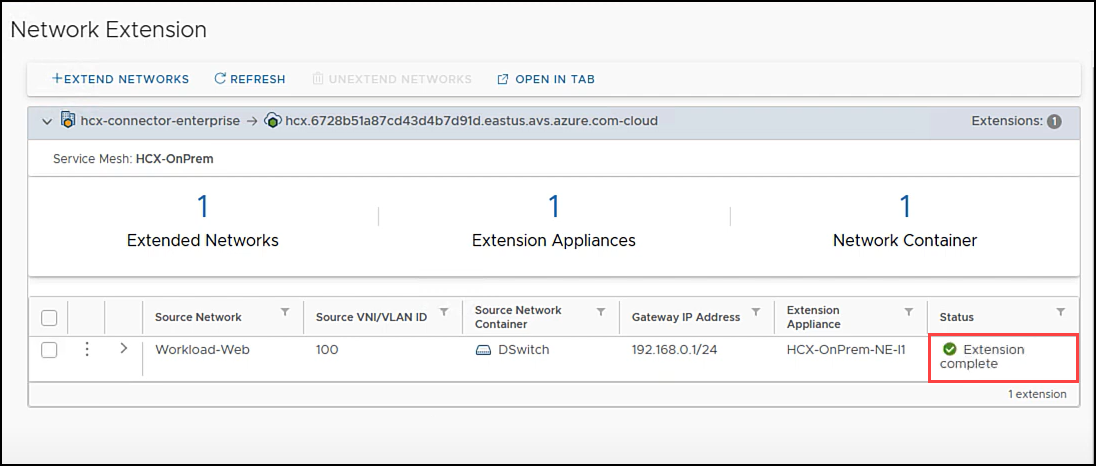 Network Extension
+EXTEND NETWORKS REFRESH UNEXTEND NETWORKS OPEN IN TAB
hcx-connector-enterprise → hcx.6728b51a87cd43d4b7d91d.eastus.avs.azure.com-cloud Extensions: 1
Service Mesh: HCX-OnPrem
1 1 1
Extended Networks Extension Appliances Network Container
Source Network Source VNI/VLAN ID Source Network Container Gateway IP Address Extension Appliance Status
Workload-Web 100 DSwitch 192.168.0.1/24 HCX-OnPrem-NE-I1 Extension complete
1 extension